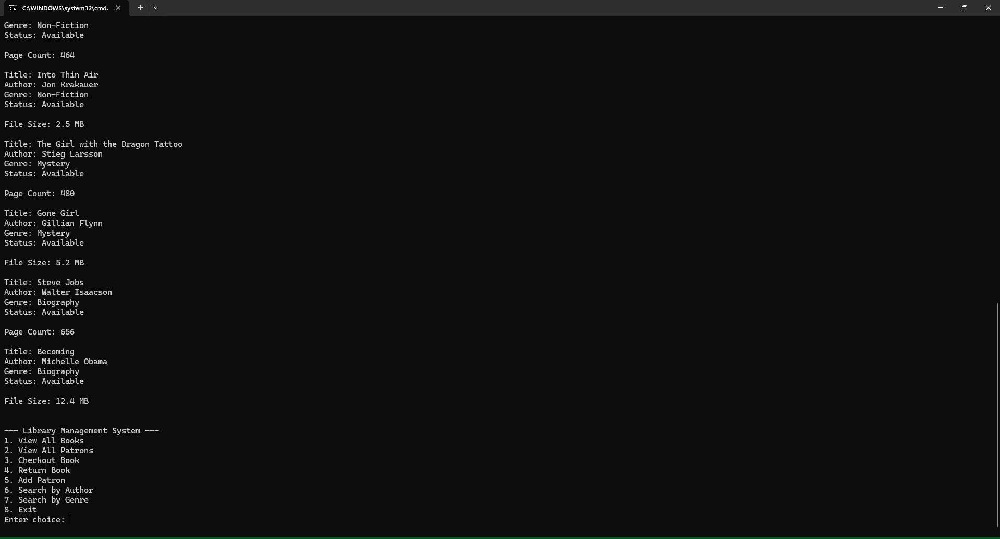 C:\WINDOWS\system32\cmd.
Genre: Non-Fiction
Status: Available
Page Count: 464
Title: Into Thin Air
Author: Jon Krakauer
Genre: Non-Fiction
Status: Available
File Size: 2.5 MB
Title: The Girl with the Dragon Tattoo
Author: Stieg Larsson
Genre: Mystery
Status: Available
Page Count: 480
Title: Gone Girl
Author: Gillian Flynn
Genre: Mystery
Status: Available
File Size: 5.2 MB
Title: Steve Jobs
Author: Walter Isaacson
Genre: Biography
Status: Available
Page Count: 656
Title: Becoming
Author: Michelle Obama
Genre: Biography
Status: Available
File Size: 12.4 MB
--- Library Management System ---
1. View All Books
2. View All Patrons
3. Checkout Book
4. Return Book
5. Add Patron
6. Search by Author
7. Search by Genre
8. Exit
Enter choice: